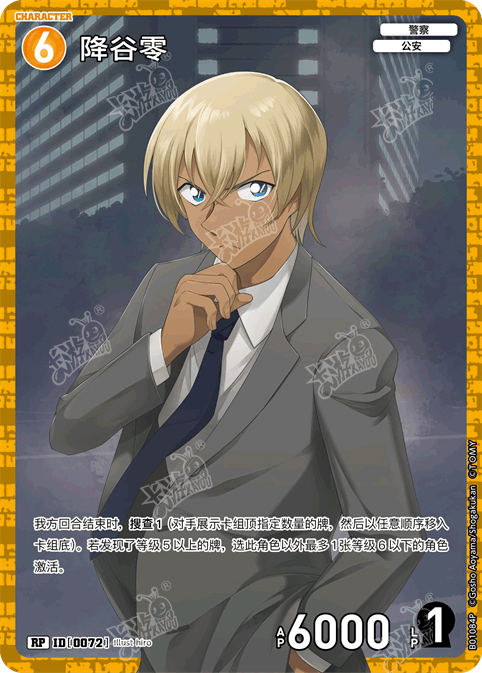 CHARACTER
6
降谷零
警察
公安
我方回合结束时，搜查1（对手展示卡组顶指定数量的牌，然后以任意顺序移入
卡组底）。若发现了等级5以上的牌，选此角色以外最多1张等级6以下的角色
激活。
RP ID[0072] illust hiro
AP 6000 LP 1
B01084P ©Gosho Aoyama/Shogakukan ©TOMY